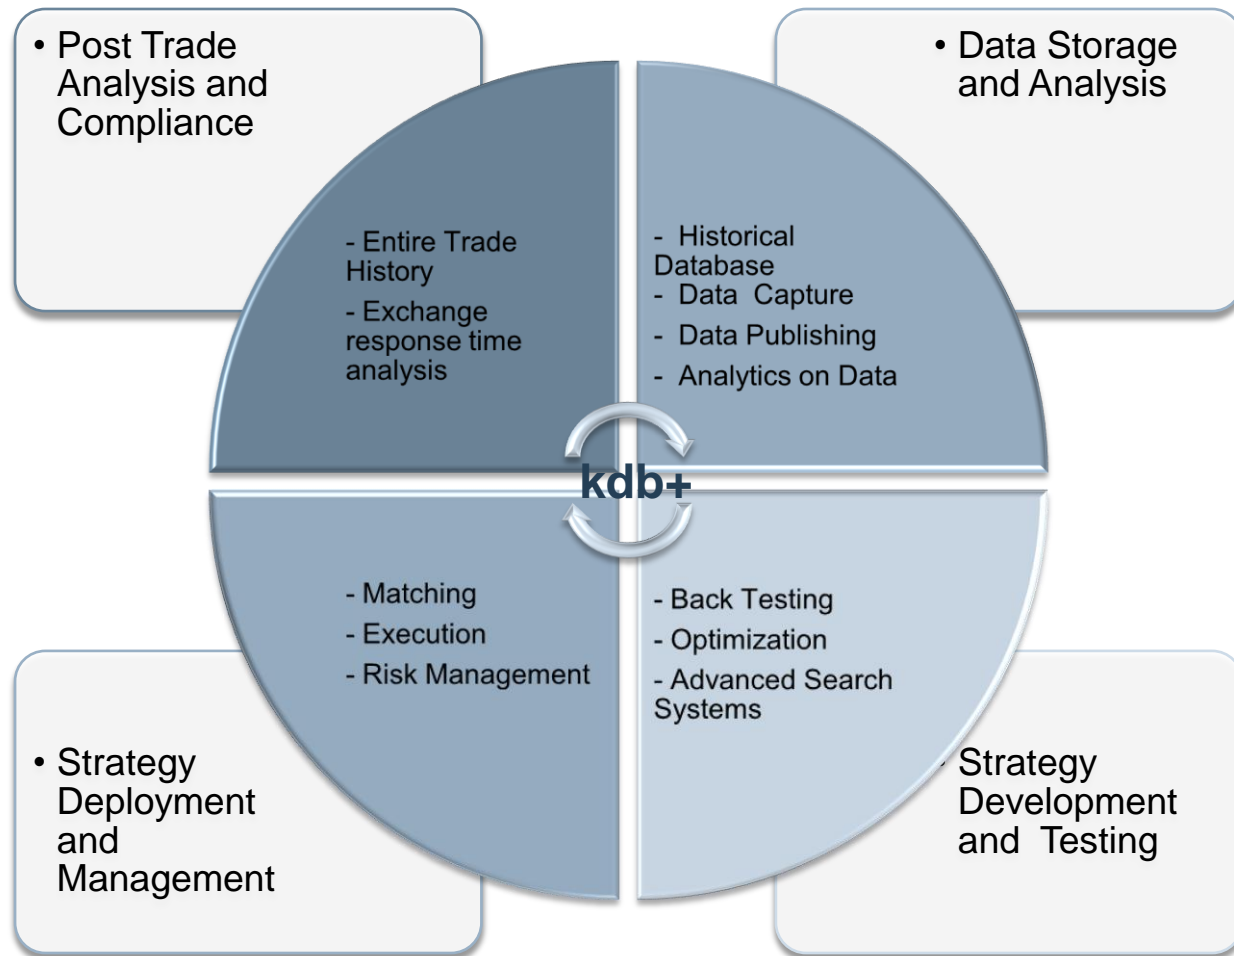 • Post Trade
Analysis and
Compliance
• Data Storage
and Analysis
- Entire Trade
History
- Exchange
response time
analysis
- Historical
Database
- Data Capture
- Data Publishing
- Analytics on Data
kdb+
- Matching
- Execution
- Risk Management
- Back Testing
- Optimization
- Advanced Search
Systems
• Strategy
Deployment
and
Management
• Strategy
Development
and Testing